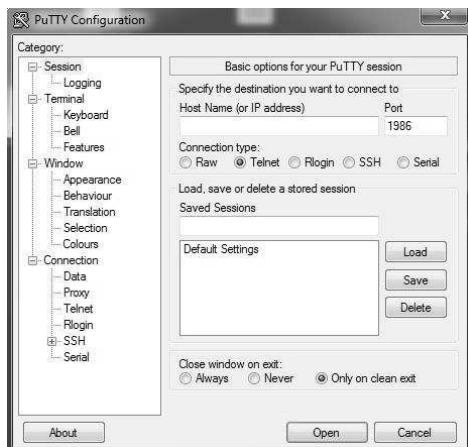 PuTTY Configuration
Category:
Session
Logging
Terminal
Keyboard
Bell
Features
Window
Appearance
Behaviour
Translation
Selection
Colours
Connection
Data
Proxy
Telnet
Rlogin
SSH
Serial
Basic options for your PuTTY session
Specify the destination you want to connect to
Host Name (or IP address) Port
1986
Connection type:
Raw Telnet Rlogin SSH Serial
Load, save or delete a stored session
Saved Sessions
Default Settings
Load
Save
Delete
Close window on exit:
Always Never Only on clean exit
About Open Cancel